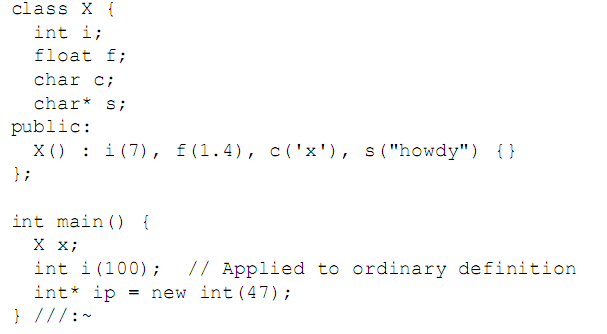 class X {
  int i;
  float f;
  char c;
  char* s;
public:
  X() : i(7), f(1.4), c('x'), s("howdy") {}
};

int main() {
  X x;
  int i(100);  // Applied to ordinary definition
  int* ip = new int(47);
} ///:~